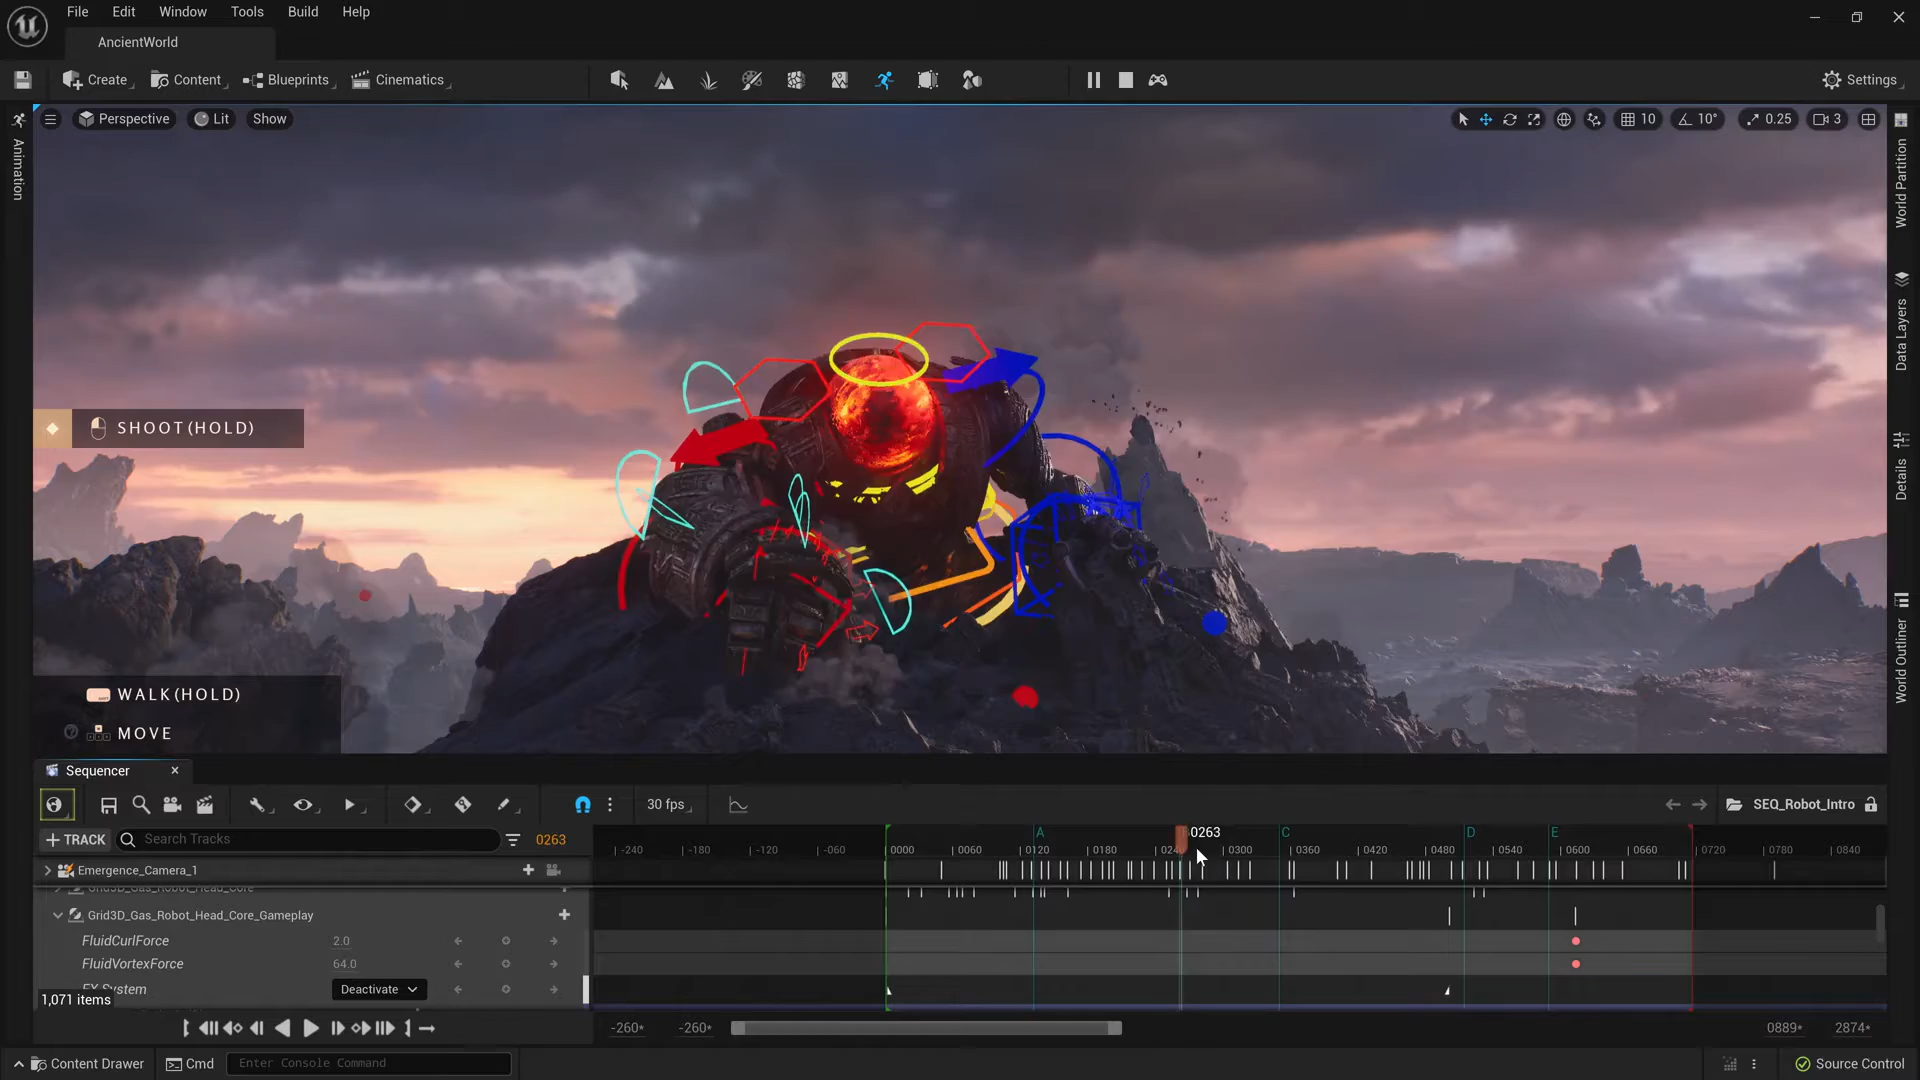 File Edit Window Tools Build Help
AncientWorld
Create Content Blueprints Cinematics Settings
Perspective Lit Show 10 10° 0.25 3
Animation
World Partition
Data Layers
Details
World Outliner
SHOOT(HOLD)
WALK(HOLD)
MOVE
Sequencer
30 fps SEQ_Robot_Intro
TRACK Search Tracks 0263
A 0263 C D E
-240 -180 -120 -060 0000 0060 0120 0180 0240 0300 0360 0420 0480 0540 0600 0660 0720 0780 0840
Emergence_Camera_1
Grid3D_Gas_Robot_Head_Core
Grid3D_Gas_Robot_Head_Core_Gameplay
FluidCurlForce 2.0
FluidVortexForce 64.0
FX System Deactivate
1,071 items
-260* -260* 0889* 2874*
Content Drawer Cmd Enter Console Command Source Control